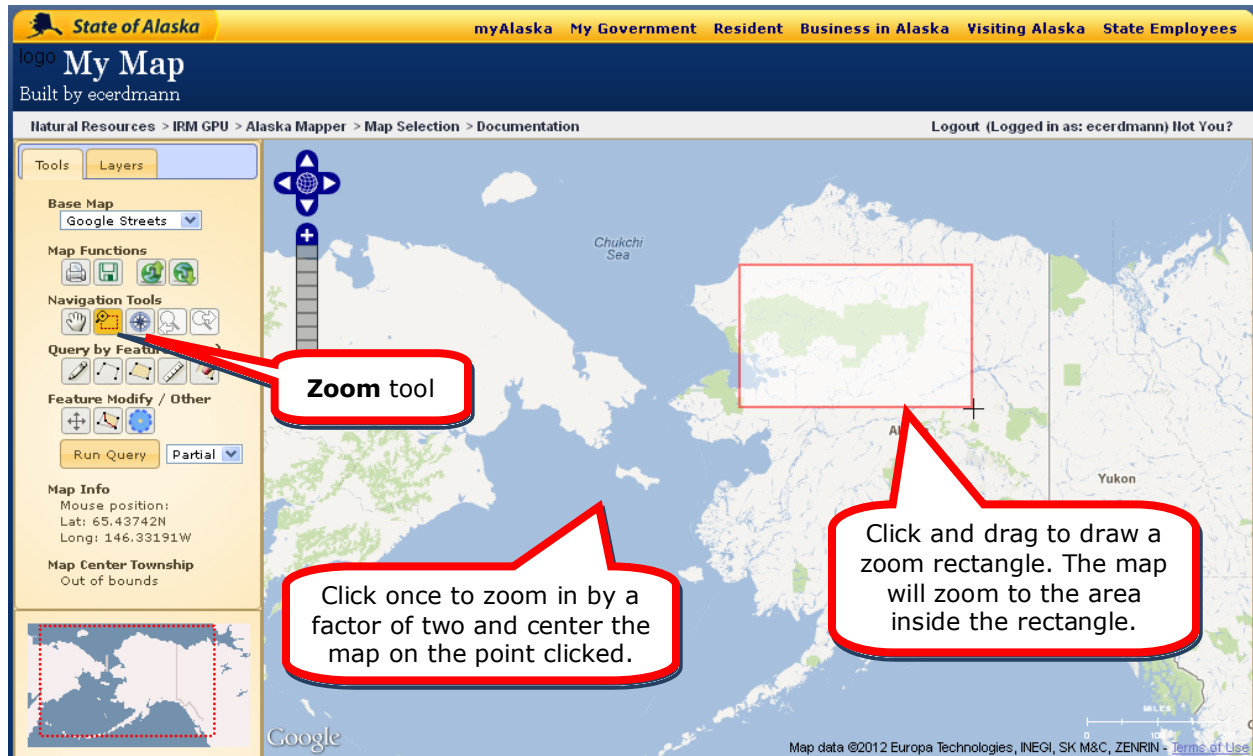 State of Alaska
myAlaska My Government Resident Business in Alaska Visiting Alaska State Employees
logo My Map
Built by ecerdmann
Natural Resources > IRM GPU > Alaska Mapper > Map Selection > Documentation
Logout (Logged in as: ecerdmann) Not You?
Tools
Layers
Base Map
Google Streets
Map Functions
Navigation Tools
Query by Featur
Feature Modify / Other
Run Query
Partial
Map Info
Mouse position:
Lat: 65.43742N
Long: 146.33191W
Map Center Township
Out of bounds
Chukchi
Sea
Yukon
Zoom tool
Click once to zoom in by a
factor of two and center the
map on the point clicked.
Click and drag to draw a
zoom rectangle. The map
will zoom to the area
inside the rectangle.
MILES
Google
Map data ©2012 Europa Technologies, INEGI, SK M&C, ZENRIN - Terms of Use